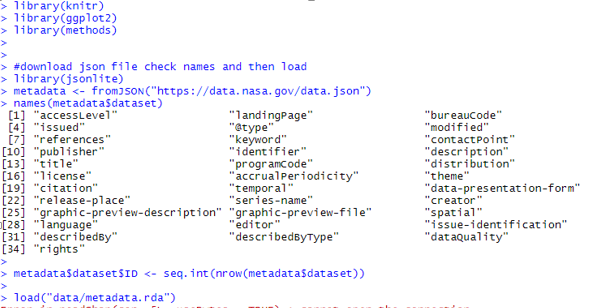 > library(knitr)
> library(ggplot2)
> library(methods)
>
>
> #download json file check names and then load
> library(jsonlite)
> metadata <- fromJSON("https://data.nasa.gov/data.json")
> names(metadata$dataset)
[1] "accessLevel" "landingPage" "bureauCode"
[4] "issued" "@type" "modified"
[7] "references" "keyword" "contactPoint"
[10] "publisher" "identifier" "description"
[13] "title" "programCode" "distribution"
[16] "license" "accrualPeriodicity" "theme"
[19] "citation" "temporal" "data-presentation-form"
[22] "release-place" "series-name" "creator"
[25] "graphic-preview-description" "graphic-preview-file" "spatial"
[28] "language" "editor" "issue-identification"
[31] "describedBy" "describedByType" "dataQuality"
[34] "rights"
>
> metadata$dataset$ID <- seq.int(nrow(metadata$dataset))
>
> load("data/metadata.rda")